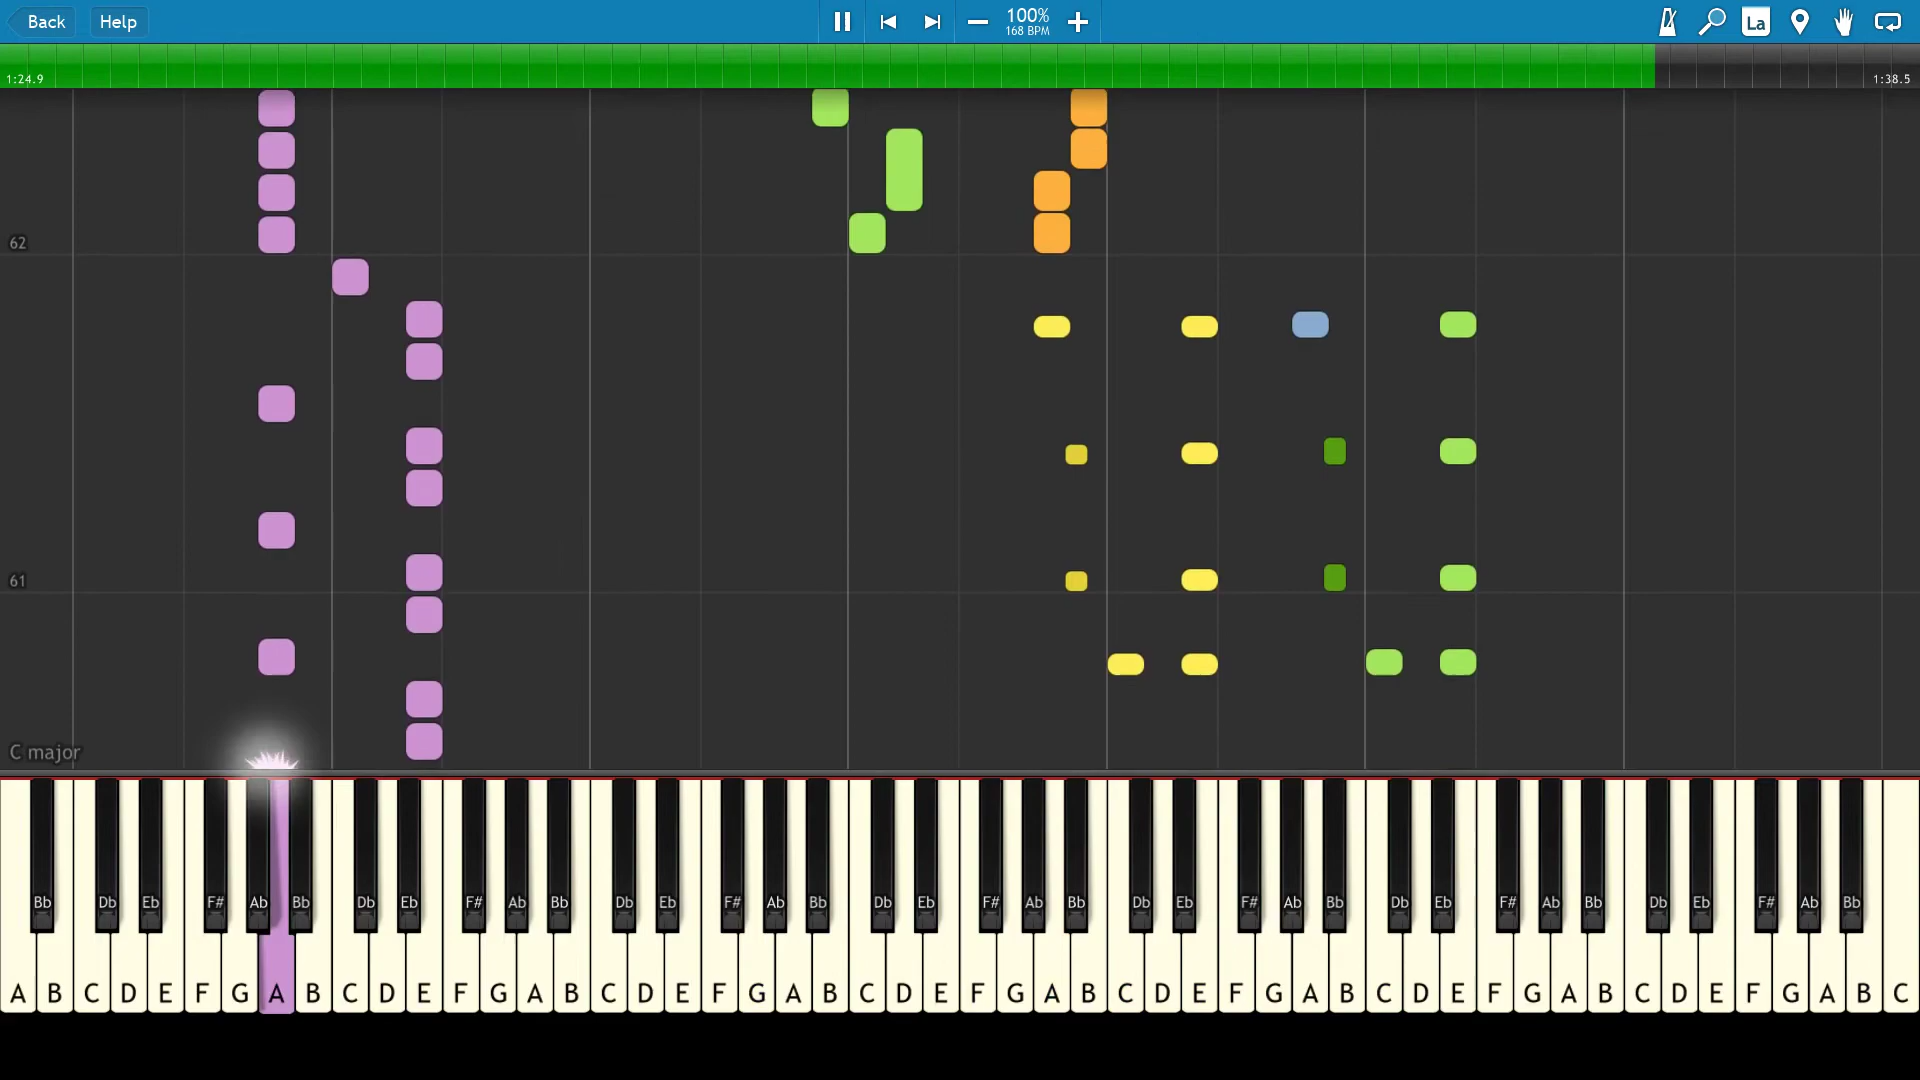 Back Help 100% La
168 BPM
1:24.9 1:38.5
62
61
C major
Bb Db Eb F# Ab Bb Db Eb F# Ab Bb Db Eb F# Ab Bb Db Eb F# Ab Bb Db Eb F# Ab Bb Db Eb F# Ab Bb Db Eb F# Ab Bb
A B C D E F G A B C D E F G A B C D E F G A B C D E F G A B C D E F G A B C D E F G A B C D E F G A B C